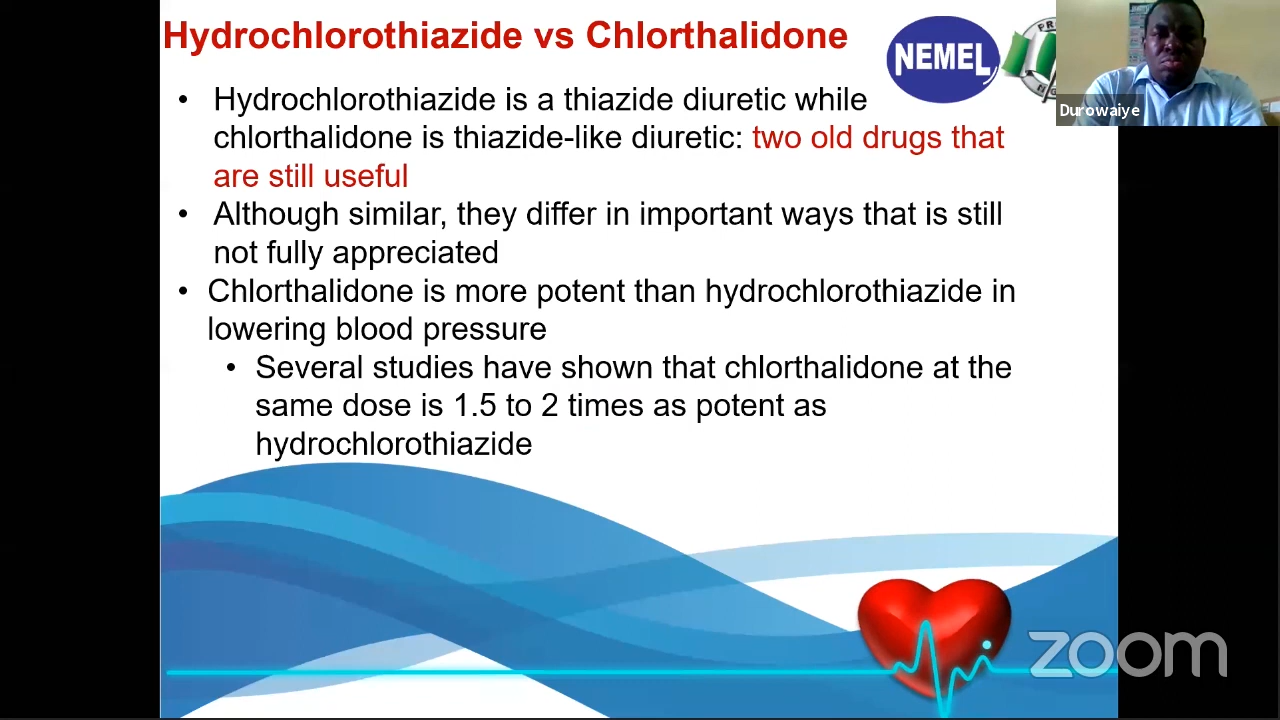 Hydrochlorothiazide vs Chlorthalidone
NEMEL
Durowaiye
• Hydrochlorothiazide is a thiazide diuretic while
chlorthalidone is thiazide-like diuretic: two old drugs that
are still useful
• Although similar, they differ in important ways that is still
not fully appreciated
• Chlorthalidone is more potent than hydrochlorothiazide in
lowering blood pressure
• Several studies have shown that chlorthalidone at the
same dose is 1.5 to 2 times as potent as
hydrochlorothiazide
zoom